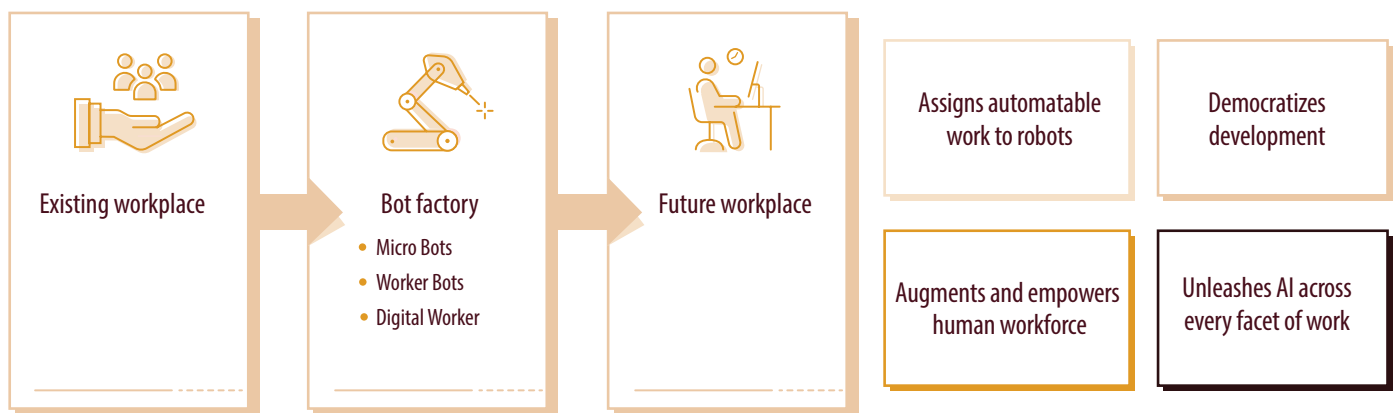 Existing workplace
Bot factory
• Micro Bots
• Worker Bots
• Digital Worker
Future workplace
Assigns automatable
work to robots
Democratizes
development
Augments and empowers
human workforce
Unleashes AI across
every facet of work